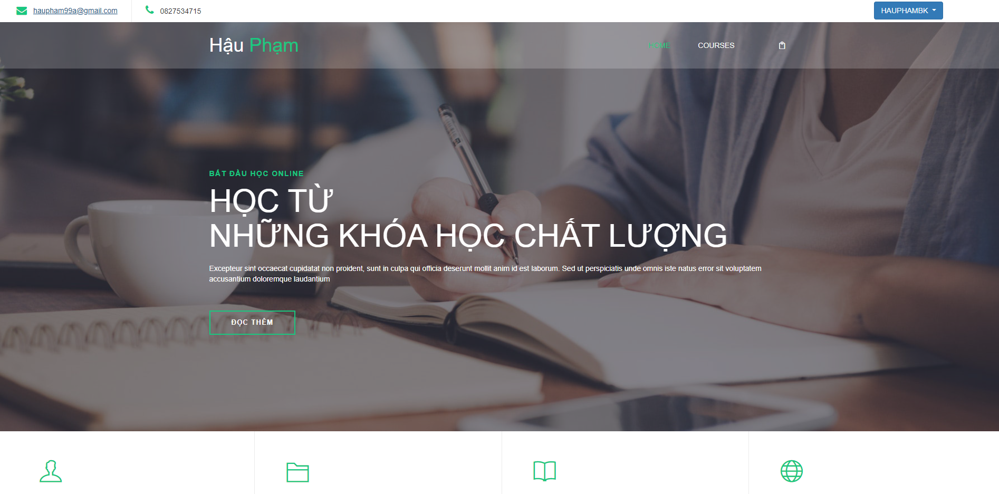 haupham99a@gmail.com
0827534715
HAUPHAMBK
Hậu Phạm
HOME
COURSES
BẮT ĐẦU HỌC ONLINE
HỌC TỪ
NHỮNG KHÓA HỌC CHẤT LƯỢNG
Excepteur sint occaecat cupidatat non proident, sunt in culpa qui officia deserunt mollit anim id est laborum. Sed ut perspiciatis unde omnis iste natus error sit voluptatem
accusantium doloremque laudantium
ĐỌC THÊM